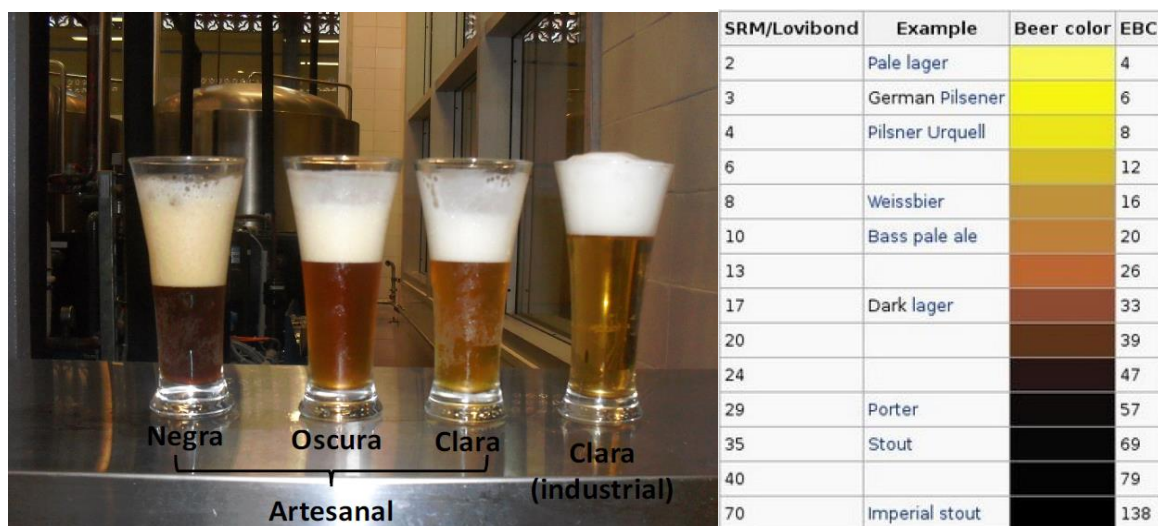 Negra
Oscura
Clara
Clara
(industrial)
Artesanal
SRM/Lovibond Example Beer color EBC
2 Pale lager 4
3 German Pilsener 6
4 Pilsner Urquell 8
6 12
8 Weissbier 16
10 Bass pale ale 20
13 26
17 Dark lager 33
20 39
24 47
29 Porter 57
35 Stout 69
40 79
70 Imperial stout 138